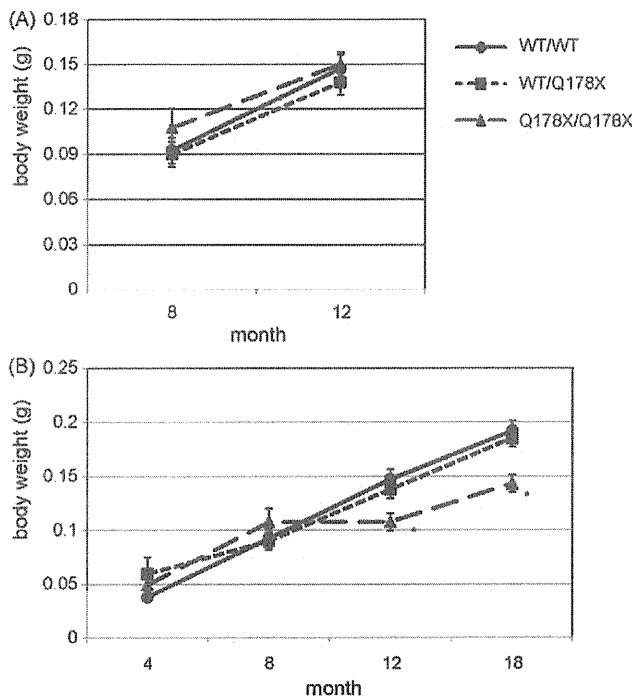 (A)
0.18
0.15
0.12
0.09
0.06
0.03
0
body weight (g)
8
12
month
WT/WT
WT/Q178X
Q178X/Q178X
(B)
0.25
0.2
0.15
0.1
0.05
0
body weight (g)
4
8
12
18
month